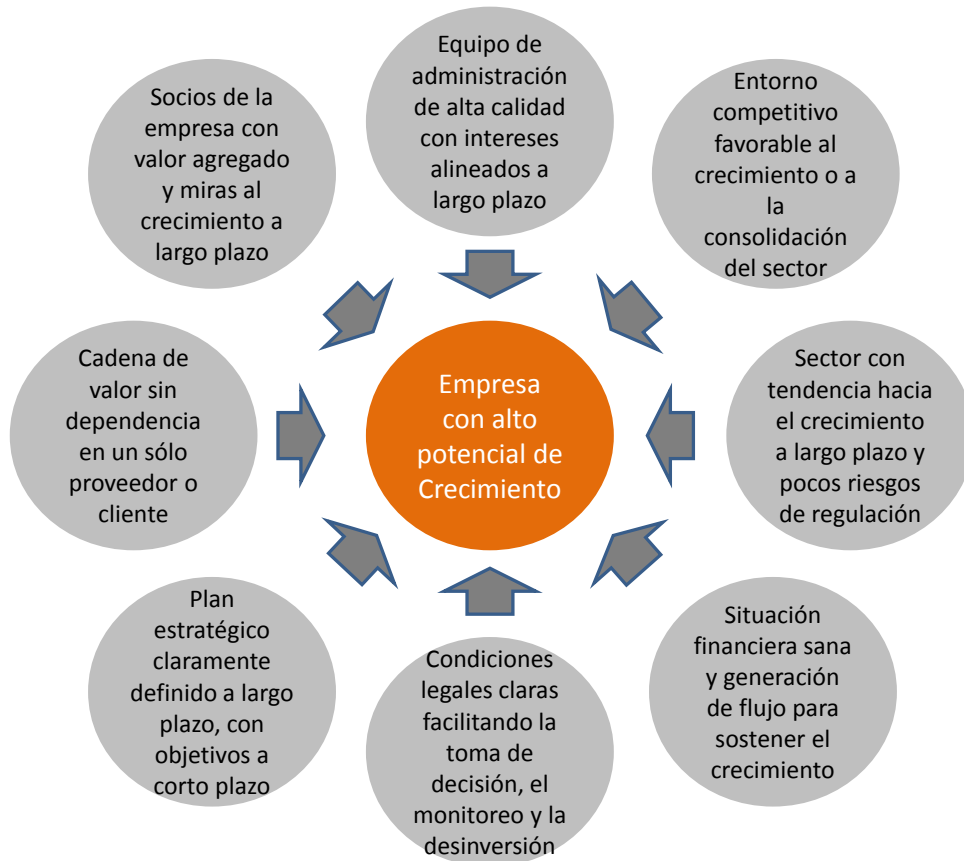 Equipo de
administración
de alta calidad
con intereses
alineados a
largo plazo
Entorno
competitivo
favorable al
crecimiento o a
la
consolidación
del sector
Sector con
tendencia hacia
el crecimiento
a largo plazo y
pocos riesgos
de regulación
Situación
financiera sana
y generación
de flujo para
sostener el
crecimiento
Condiciones
legales claras
facilitando la
toma de
decisión, el
monitoreo y la
desinversión
Plan
estratégico
claramente
definido a largo
plazo, con
objetivos a
corto plazo
Cadena de
valor sin
dependencia
en un sólo
proveedor o
cliente
Socios de la
empresa con
valor agregado
y miras al
crecimiento a
largo plazo
Empresa
con alto
potencial de
Crecimiento